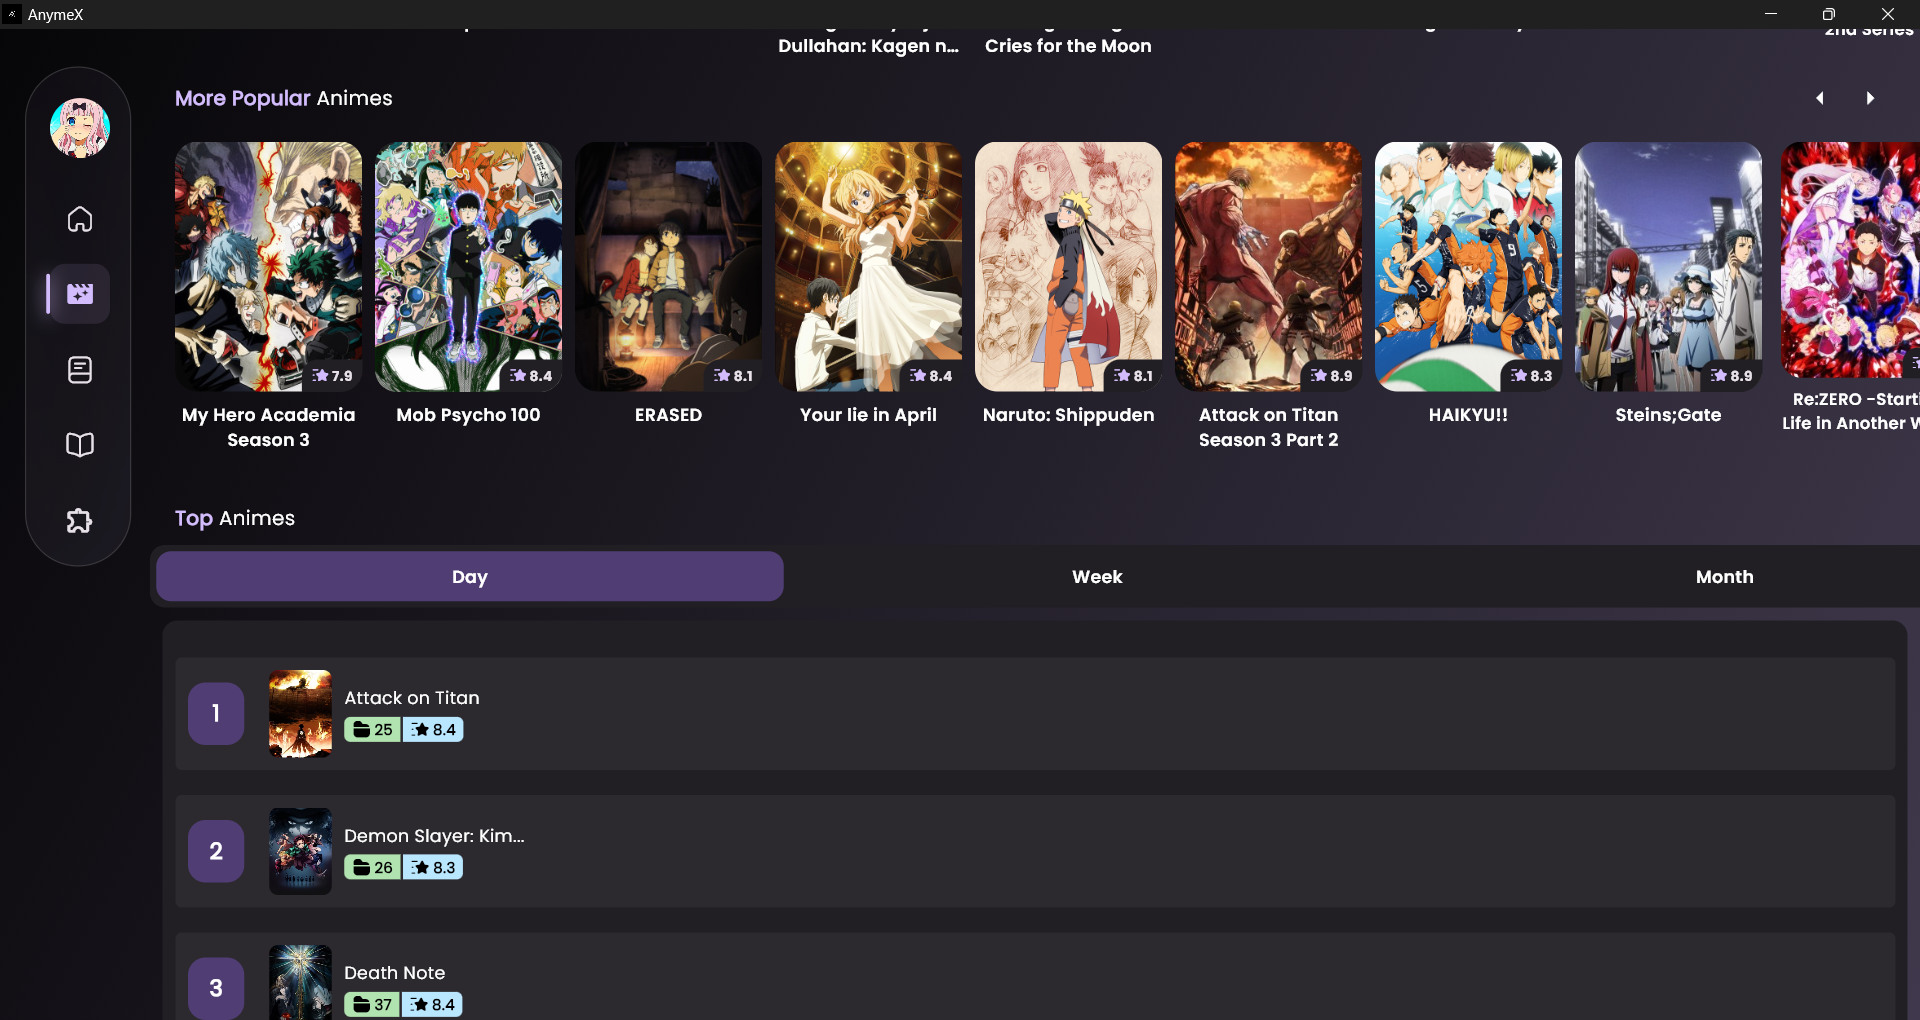 AnymeX
Dullahan: Kagen n...
Cries for the Moon
2nd Series
More Popular Animes
7.9
8.4
8.1
8.4
8.1
8.9
8.3
8.9
My Hero Academia
Season 3
Mob Psycho 100
ERASED
Your lie in April
Naruto: Shippuden
Attack on Titan
Season 3 Part 2
HAIKYU!!
Steins;Gate
Re:ZERO -Starti
Life in Another W
Top Animes
Day
Week
Month
1
Attack on Titan
25
8.4
2
Demon Slayer: Kim...
26
8.3
3
Death Note
37
8.4